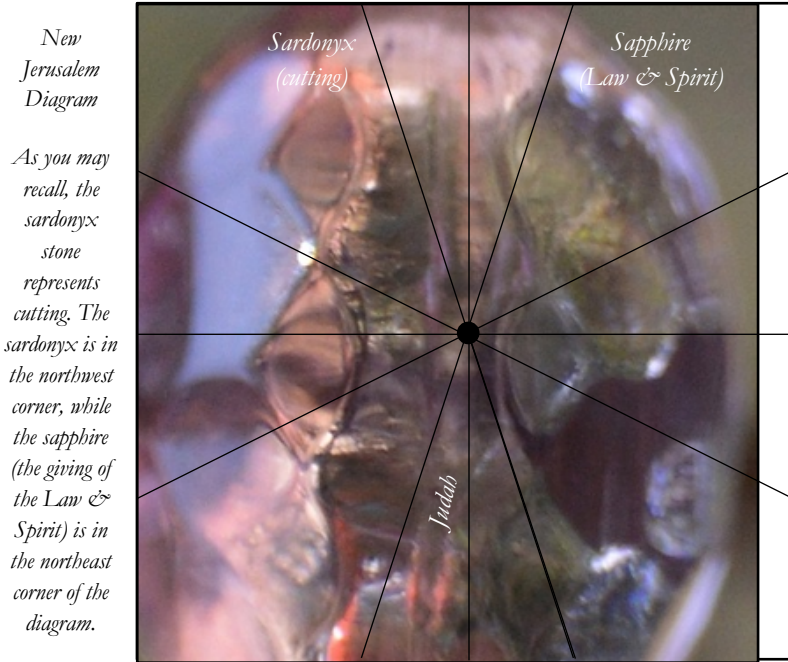 New
Jerusalem
Diagram
As you may
recall, the
sardonyx
stone
represents
cutting. The
sardonyx is in
the northwest
corner, while
the sapphire
(the giving of
the Law &
Spirit) is in
the northeast
corner of the
diagram.
Sardonyx
(cutting)
Sapphire
(Law & Spirit)
Judah